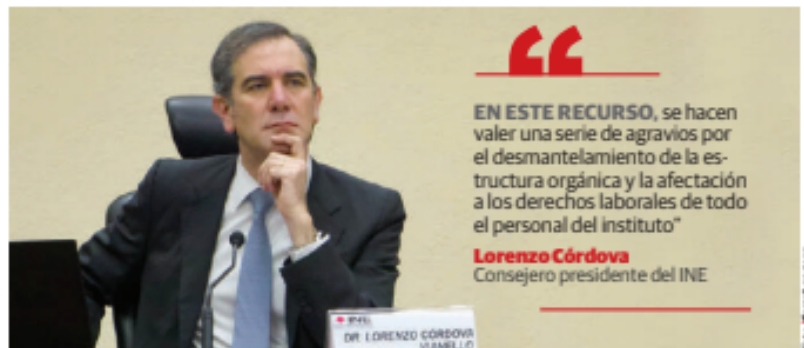 “
EN ESTE RECURSO, se hacen
valer una serie de agravios por
el desmantelamiento de la es-
tructura orgánica y la afectación
a los derechos laborales de todo
el personal del instituto”
Lorenzo Córdova
Consejero presidente del INE
INE
DR. LORENZO CÓRDOVA
VIANELLO